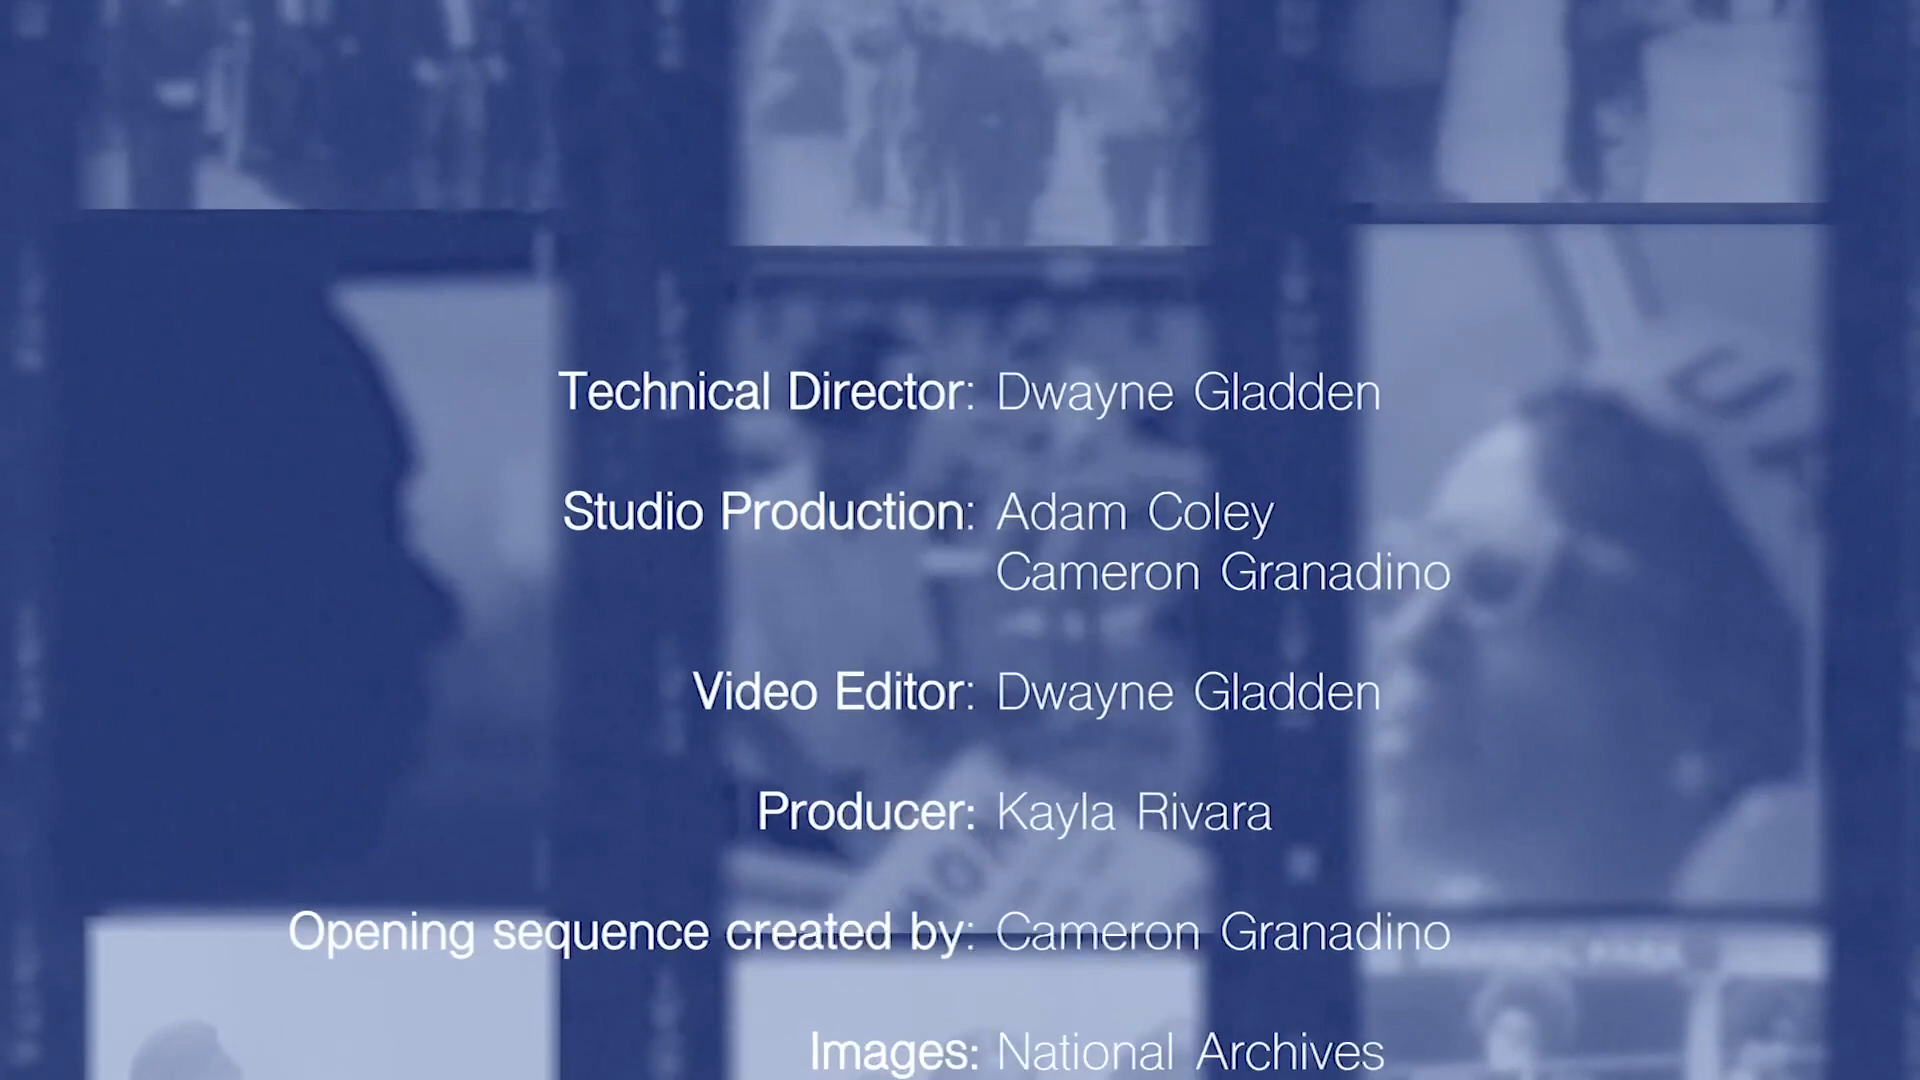 Technical Director: Dwayne Gladden
Studio Production: Adam Coley
Cameron Granadino
Video Editor: Dwayne Gladden
Producer: Kayla Rivara
Opening sequence created by: Cameron Granadino
Images: National Archives